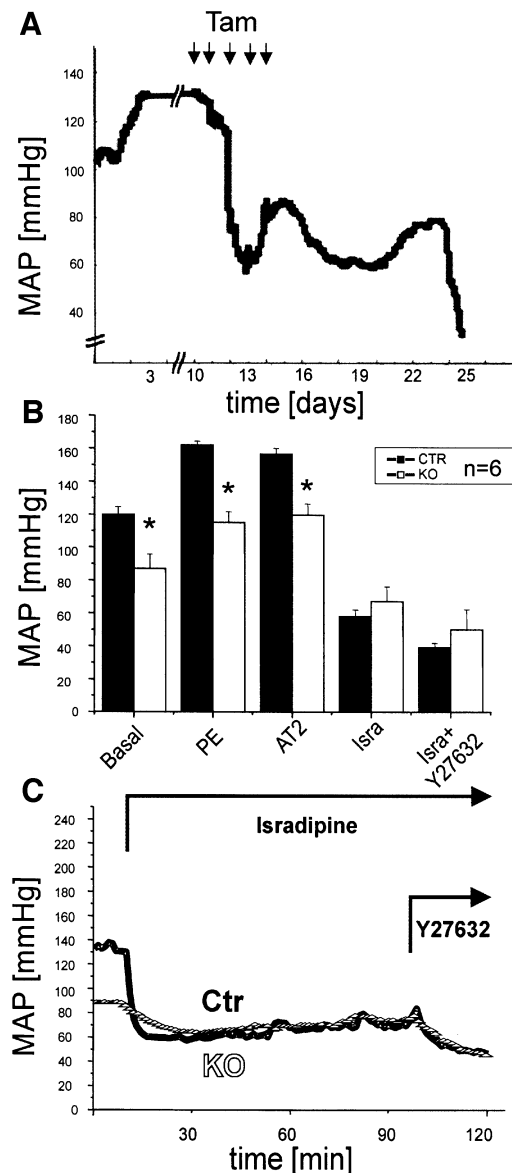 A
Tam
140
120
100
80
60
40
MAP [mmHg]
3 10 13 16 19 22 25
time [days]
B
180
160
140
120
100
80
60
40
20
0
MAP [mmHg]
CTR
KO
n=6
*
*
*
Basal
PE
AT2
Isra
Isra+
Y27632
C
240
220
200
180
160
140
120
100
80
60
40
20
0
MAP [mmHg]
Isradipine
Y27632
Ctr
KO
30 60 90 120
time [min]